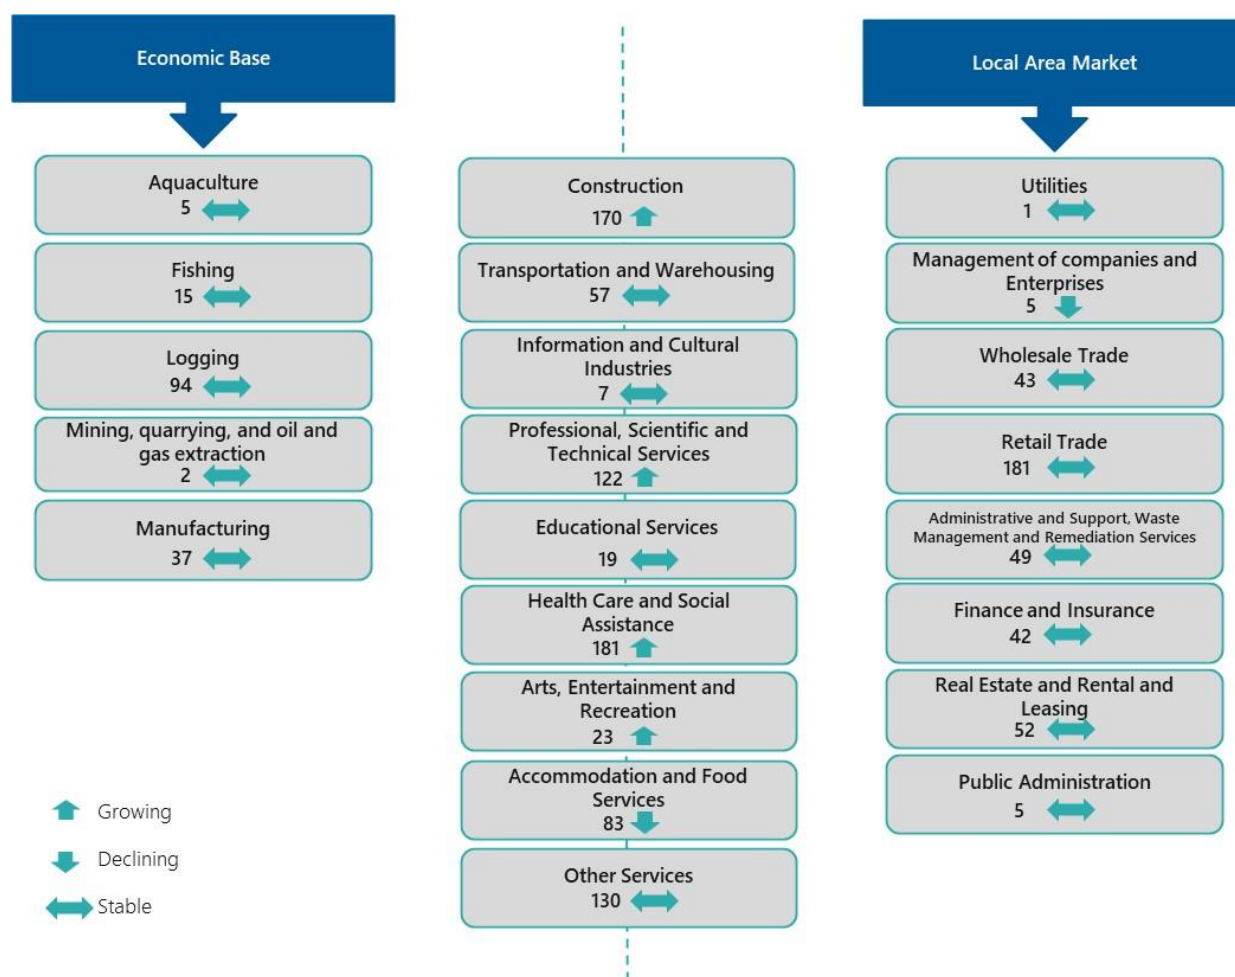 Economic Base
Aquaculture
5
Fishing
15
Logging
94
Mining, quarrying, and oil and
gas extraction
2
Manufacturing
37
Construction
170
Transportation and Warehousing
57
Information and Cultural
Industries
7
Professional, Scientific and
Technical Services
122
Educational Services
19
Health Care and Social
Assistance
181
Arts, Entertainment and
Recreation
23
Accommodation and Food
Services
83
Other Services
130
Local Area Market
Utilities
1
Management of companies and
Enterprises
5
Wholesale Trade
43
Retail Trade
181
Administrative and Support, Waste
Management and Remediation Services
49
Finance and Insurance
42
Real Estate and Rental and
Leasing
52
Public Administration
5
Growing
Declining
Stable